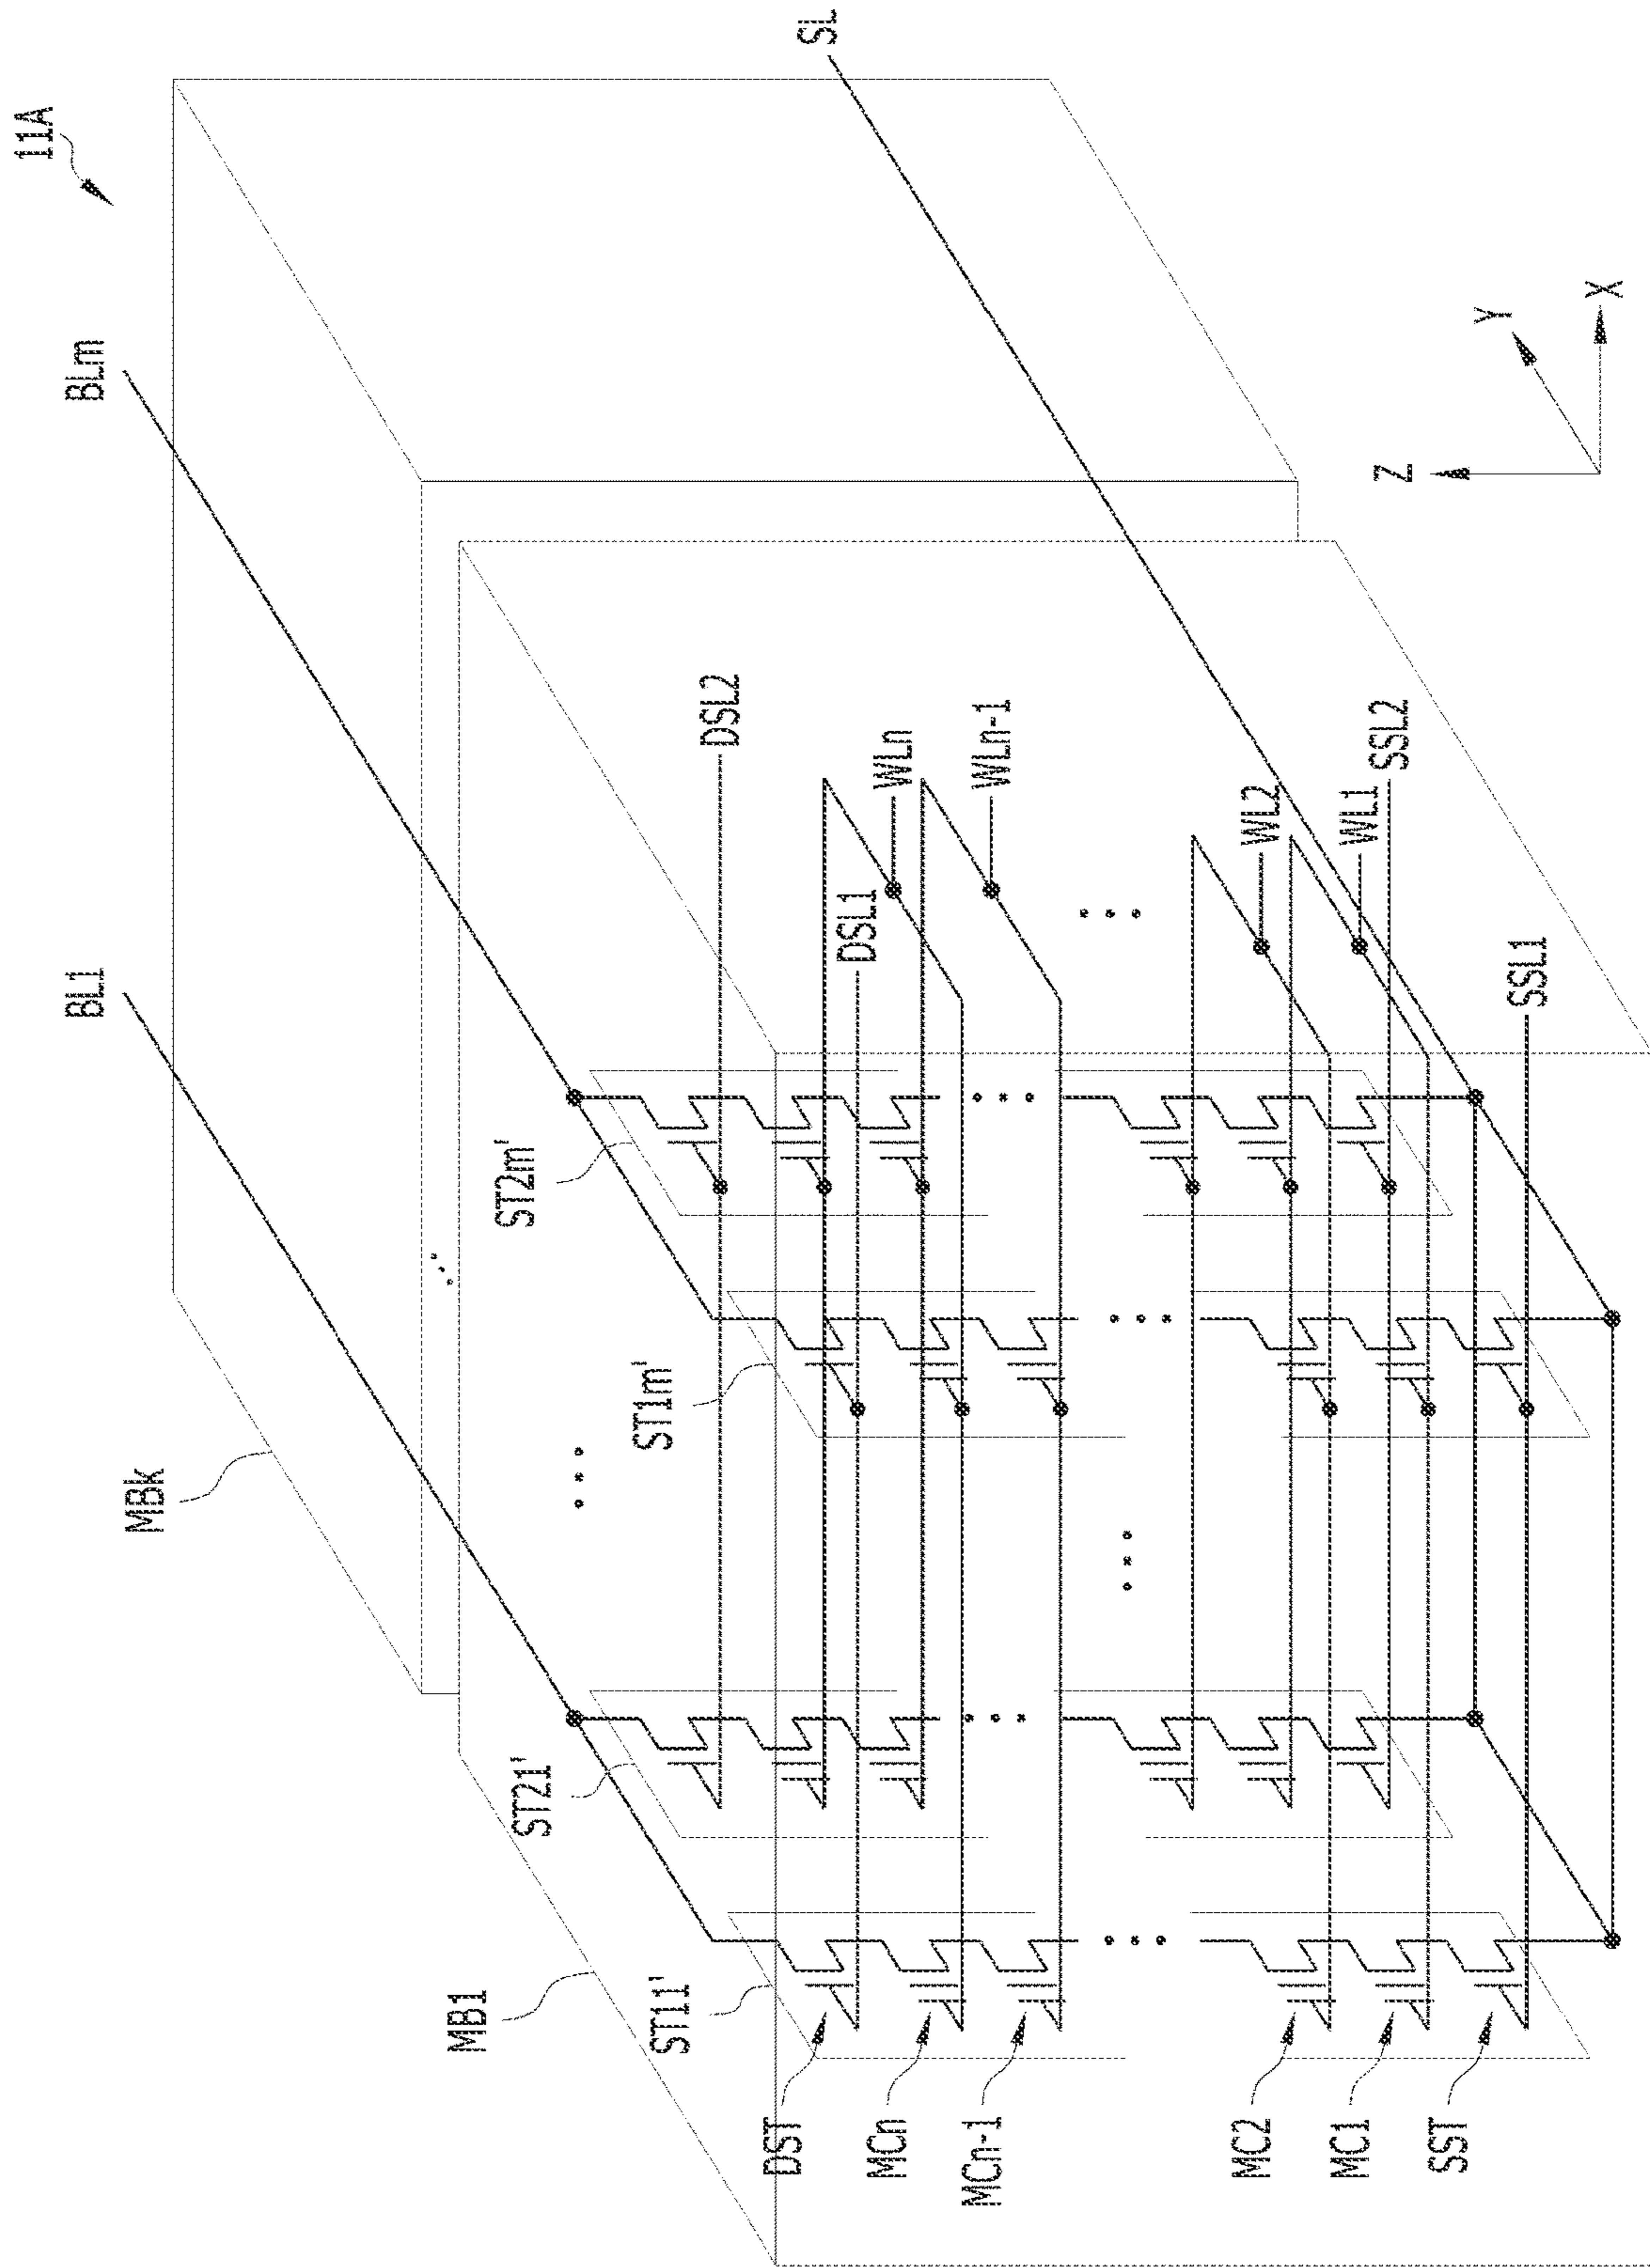 11A
BL1
BLm
SL
MBk
MB1
ST2m'
ST1m'
ST21'
ST11'
DSL2
DSL1
WLn
WLn-1
WL2
WL1
SSL2
SSL1
DST
MCn
MCn-1
MC2
MC1
SST
Z
Y
X